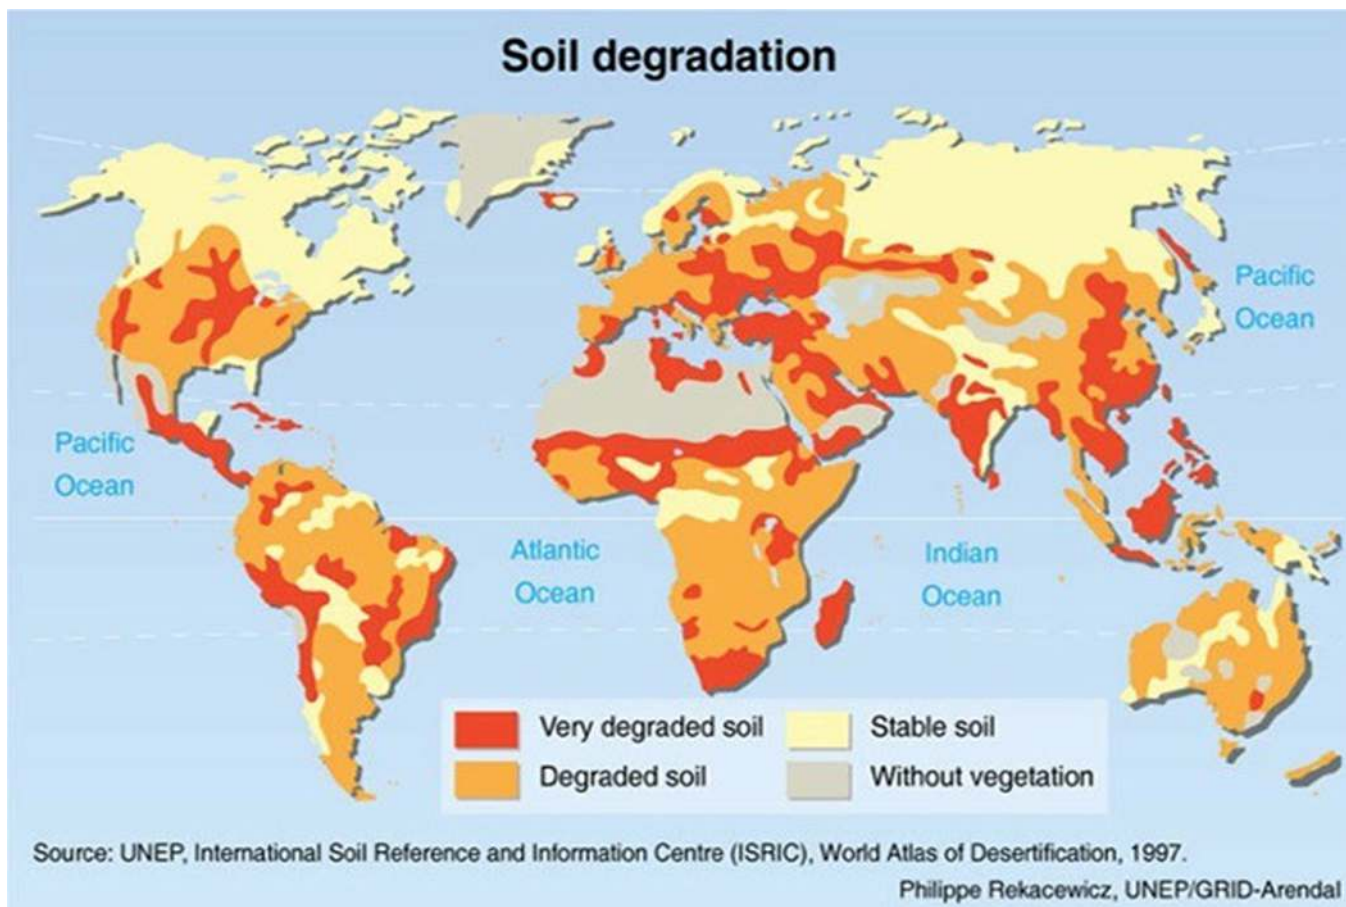 Soil degradation
Pacific
Ocean
Pacific
Ocean
Atlantic
Ocean
Indian
Ocean
Very degraded soil
Stable soil
Degraded soil
Without vegetation
Source: UNEP, International Soil Reference and Information Centre (ISRIC), World Atlas of Desertification, 1997.
Philippe Rekacewicz, UNEP/GRID-Arendal